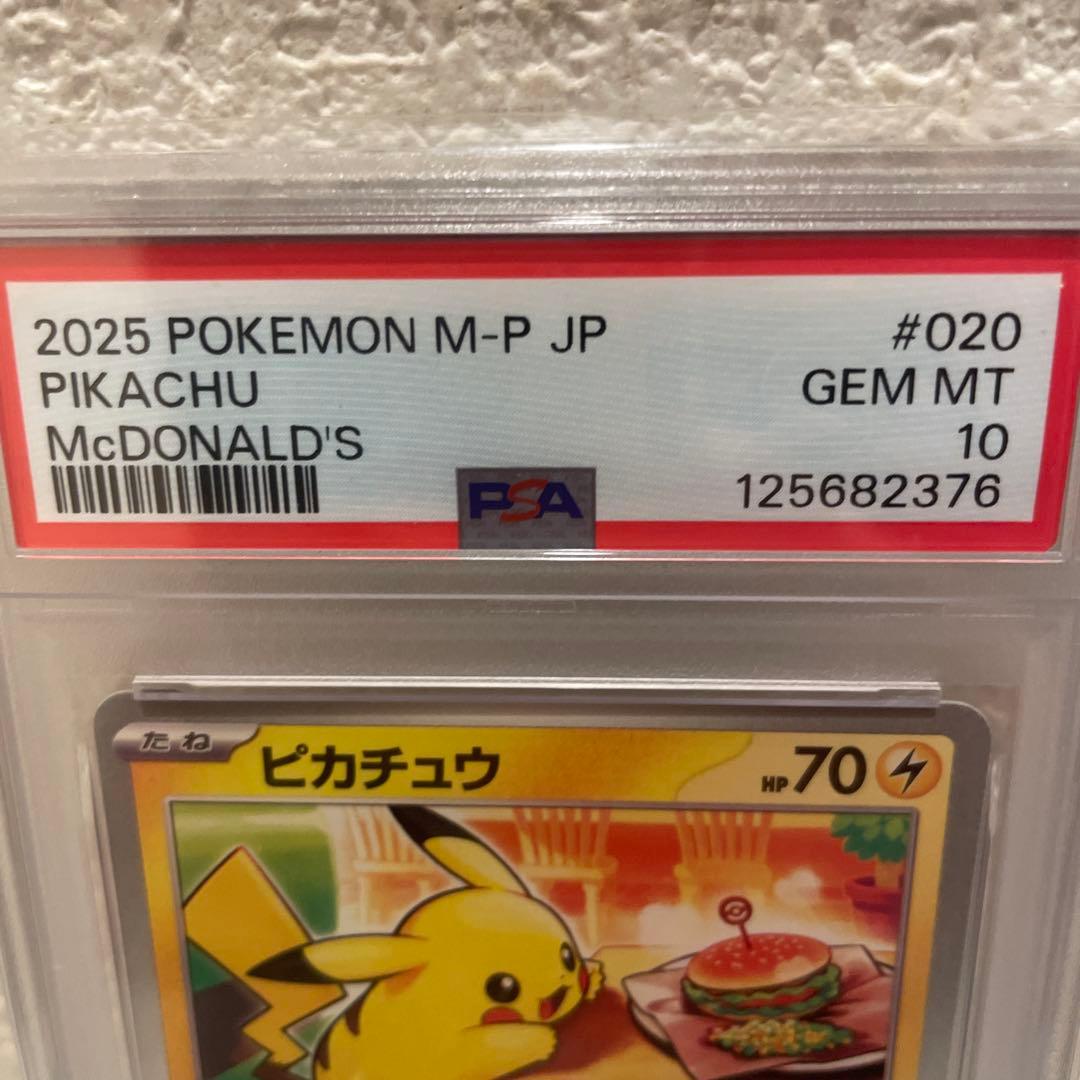 2025 POKEMON M-P JP
#020
PIKACHU
GEM MT
McDONALD'S
10
PSA
125682376
たね
ピカチュウ
HP70